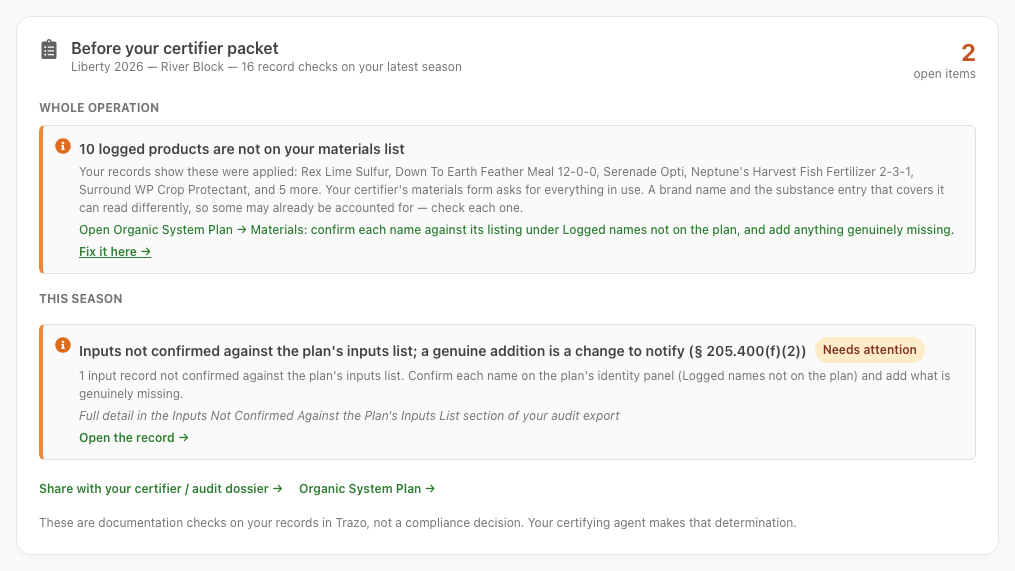 Before your certifier packet
Liberty 2026 — River Block — 16 record checks on your latest season
2
open items
WHOLE OPERATION
10 logged products are not on your materials list
Your records show these were applied: Rex Lime Sulfur, Down To Earth Feather Meal 12-0-0, Serenade Opti, Neptune's Harvest Fish Fertilizer 2-3-1,
Surround WP Crop Protectant, and 5 more. Your certifier's materials form asks for everything in use. A brand name and the substance entry that covers it
can read differently, so some may already be accounted for — check each one.
Open Organic System Plan → Materials: confirm each name against its listing under Logged names not on the plan, and add anything genuinely missing.
Fix it here →
THIS SEASON
Inputs not confirmed against the plan's inputs list; a genuine addition is a change to notify (§ 205.400(f)(2)) Needs attention
1 input record not confirmed against the plan's inputs list. Confirm each name on the plan's identity panel (Logged names not on the plan) and add what is
genuinely missing.
Full detail in the Inputs Not Confirmed Against the Plan's Inputs List section of your audit export
Open the record →
Share with your certifier / audit dossier → Organic System Plan →
These are documentation checks on your records in Trazo, not a compliance decision. Your certifying agent makes that determination.